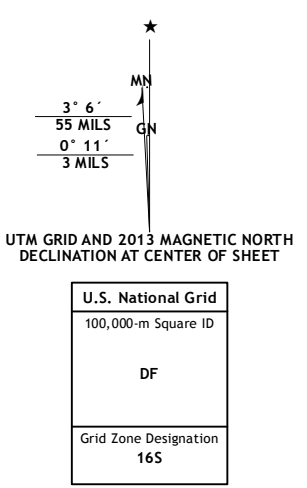 ★
MN
3° 6´
55 MILS
GN
0° 11´
3 MILS
UTM GRID AND 2013 MAGNETIC NORTH
DECLINATION AT CENTER OF SHEET
U.S. National Grid
100,000-m Square ID
DF
Grid Zone Designation
16S